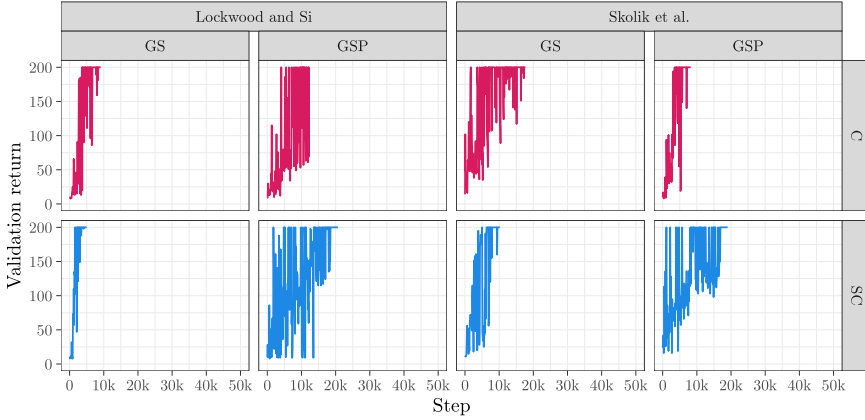 Lockwood and Si
Skolik et al.
GS
GSP
GS
GSP
Validation return
200
150
100
50
0
C
200
150
100
50
0
SC
0 10k 20k 30k 40k 50k
0 10k 20k 30k 40k 50k
0 10k 20k 30k 40k 50k
0 10k 20k 30k 40k 50k
Step